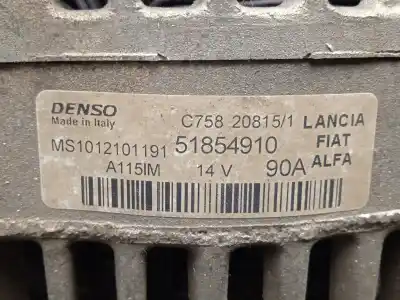 DENSO C758 20815/1 LANCIA
Made in Italy FIAT
MS1012101191 51854910 ALFA
A115IM 14 V 90A